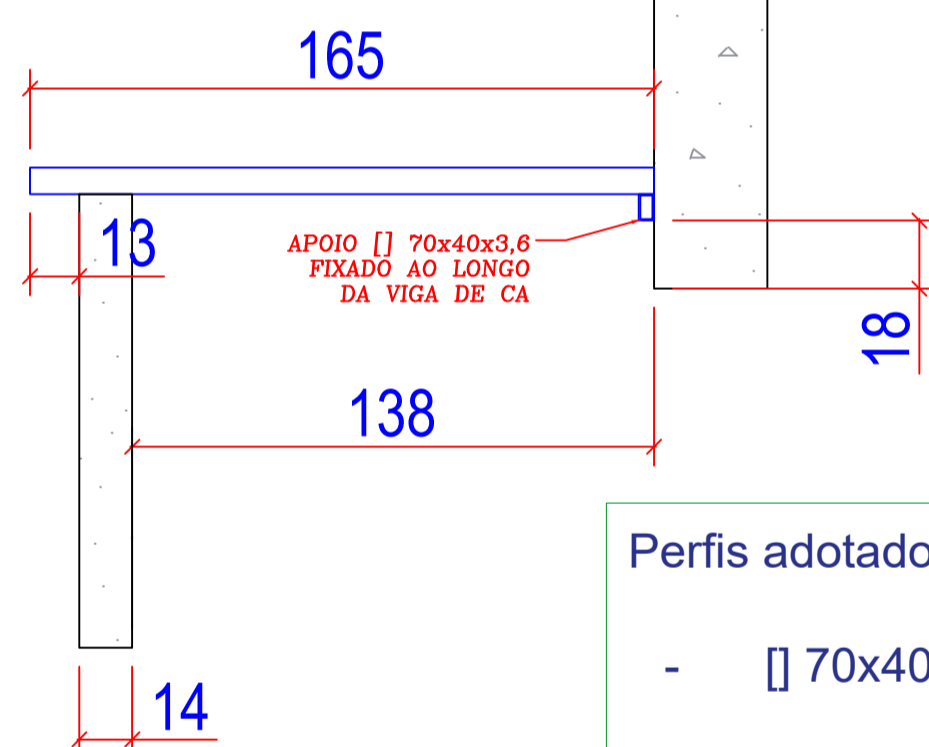 165
13
APOIO [] 70x40x3,6
FIXADO AO LONGO
DA VIGA DE CA
18
138
Perfis adotado
- [] 70x40
14